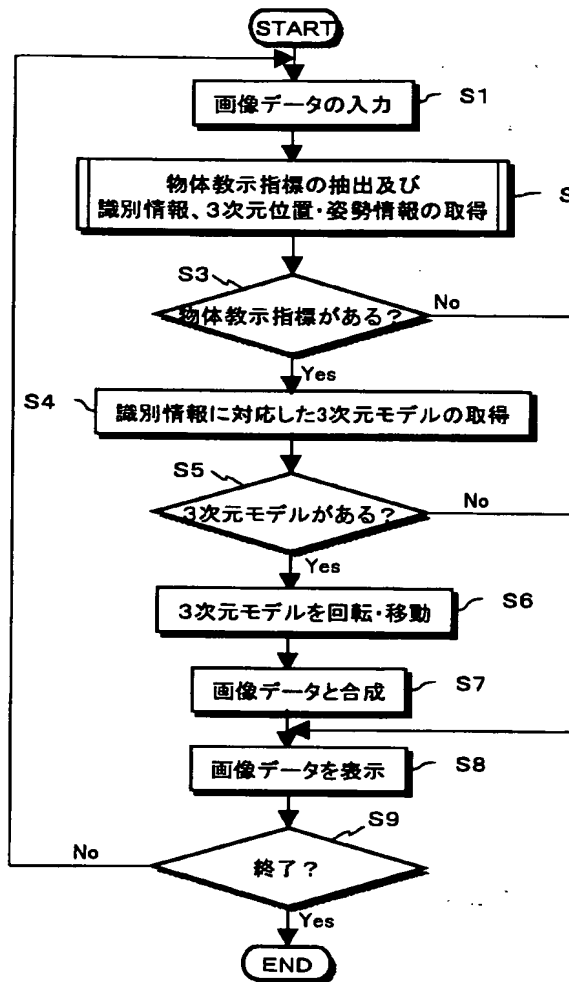 START
画像データの入力
S1
物体教示指標の抽出及び
識別情報、3次元位置・姿勢情報の取得
S
S3
物体教示指標がある?
No
Yes
S4
識別情報に対応した3次元モデルの取得
S5
3次元モデルがある?
No
Yes
3次元モデルを回転・移動
S6
画像データと合成
S7
画像データを表示
S8
S9
No
終了?
Yes
END